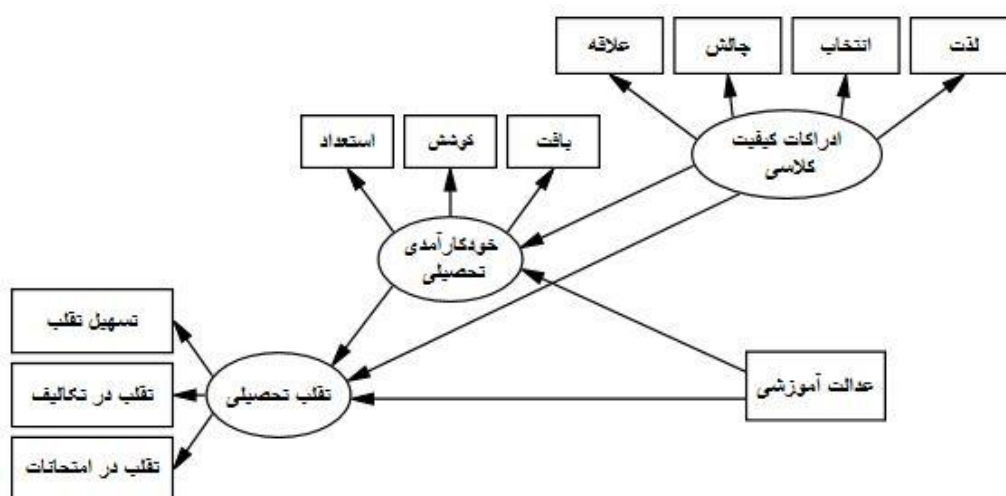 لذت
انتخاب
چالش
علاقه
ادراکات کیفیت
کلاسی
بافت
کوشش
استعداد
خودکارآمدی
تحصیلی
تسهیل تقلب
تقلب در تکالیف
تقلب در امتحانات
تقلب تحصیلی
عدالت آموزشی